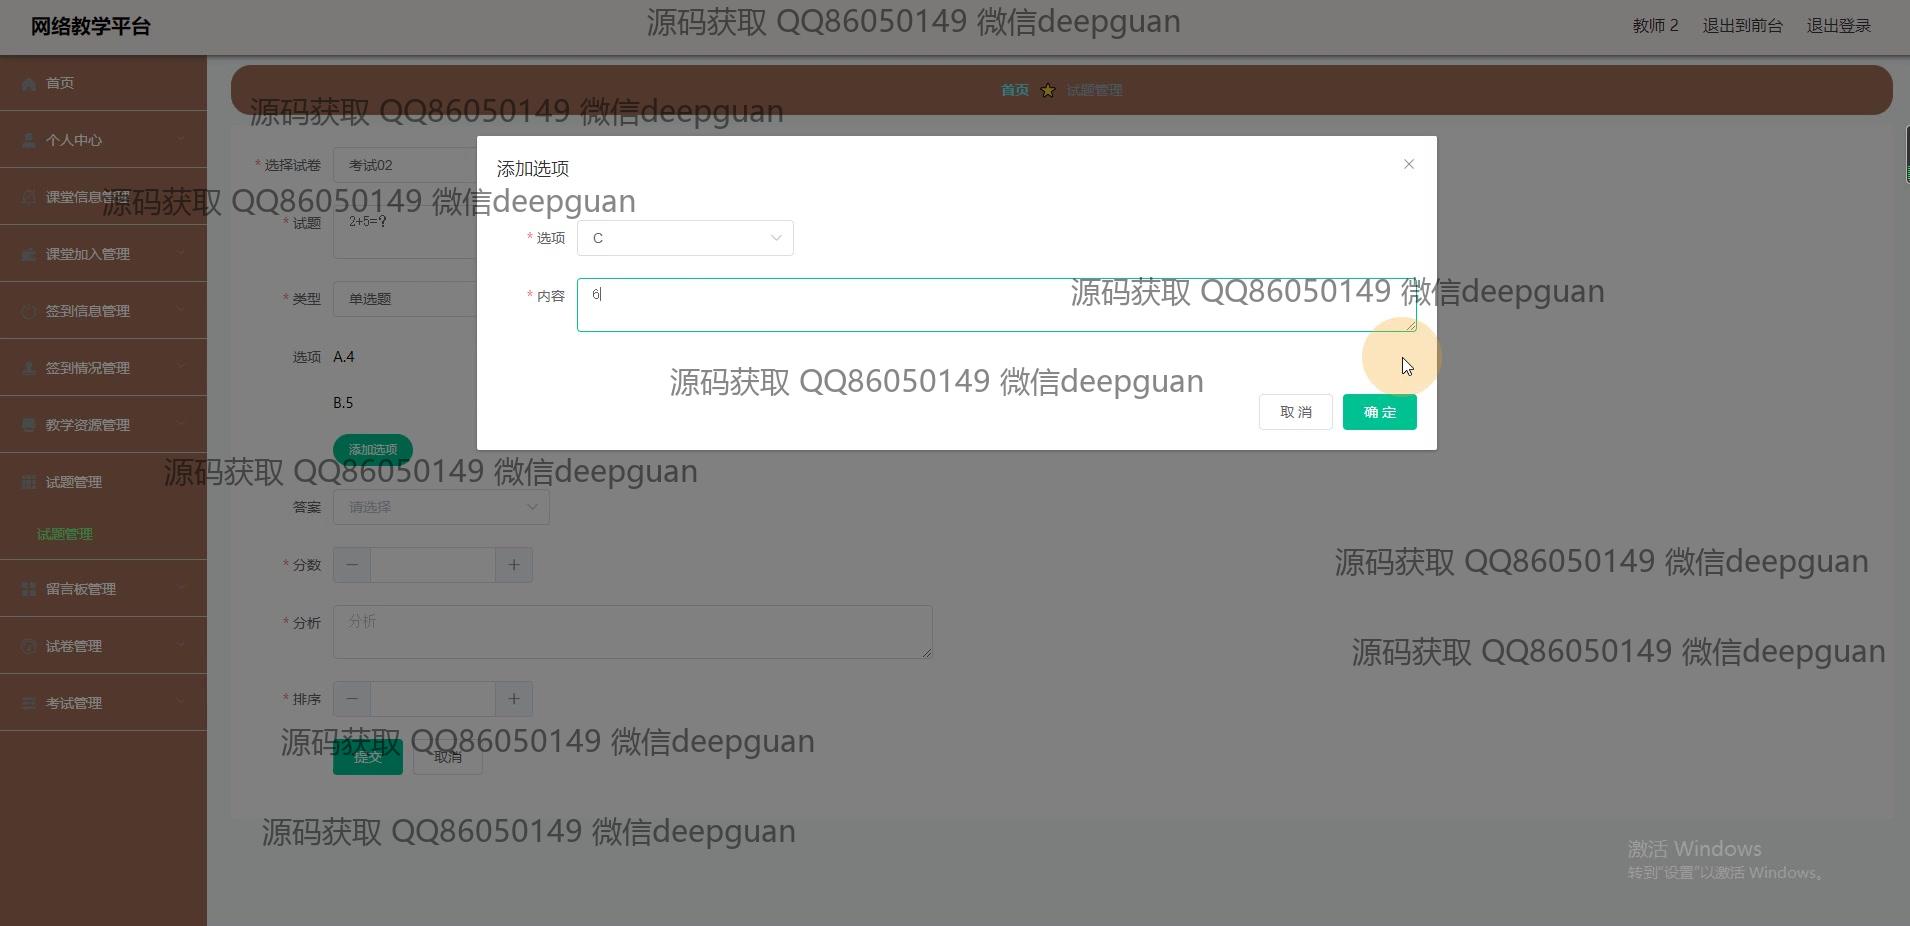 网络教学平台
源码获取 QQ86050149 微信deepguan
教师 2 退出到前台 退出登录
首页
首页 试题管理
源码获取 QQ86050149 微信deepguan
个人中心
* 选择试卷 考试02
添加选项
课堂信息管理
源码获取 QQ86050149 微信deepguan
* 试题 2+5=?
* 选项 C
课堂加入管理
* 类型 单选题
* 内容 6
源码获取 QQ86050149 微信deepguan
签到信息管理
选项 A.4
签到情况管理
源码获取 QQ86050149 微信deepguan
B.5
取消 确定
教学资源管理
添加选项
源码获取 QQ86050149 微信deepguan
试题管理
答案 请选择
试题管理
* 分数
源码获取 QQ86050149 微信deepguan
留言板管理
* 分析 分析
试卷管理
源码获取 QQ86050149 微信deepguan
* 排序
考试管理
源码获取 QQ86050149 微信deepguan
提交 取消
源码获取 QQ86050149 微信deepguan
激活 Windows
转到"设置"以激活 Windows。